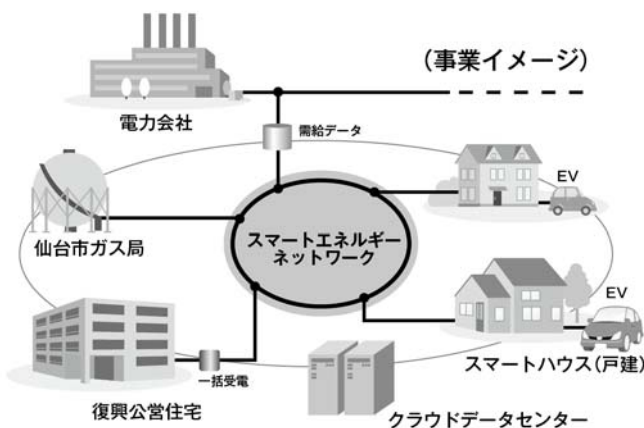 (事業イメージ)
電力会社
需給データ
EV
仙台市ガス局
スマートエネルギー
ネットワーク
EV
スマートハウス(戸建)
一括受電
復興公営住宅
クラウドデータセンター